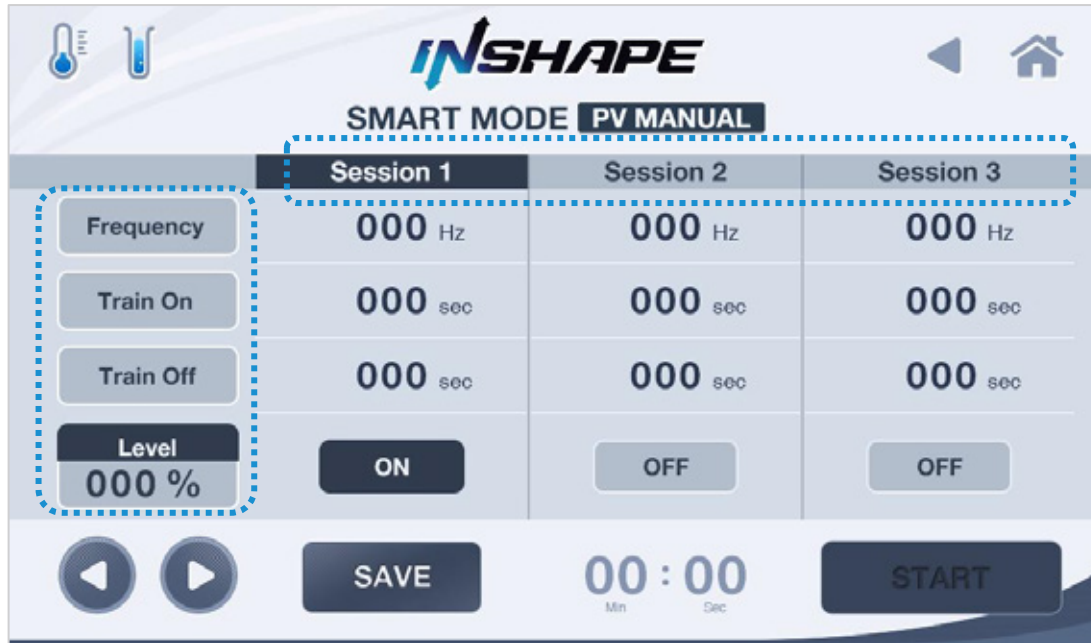 INSHAPE
SMART MODE PV MANUAL
Session 1 Session 2 Session 3
Frequency 000 Hz 000 Hz 000 Hz
Train On 000 sec 000 sec 000 sec
Train Off 000 sec 000 sec 000 sec
Level
000 % ON OFF OFF
SAVE 00 : 00 START
Min Sec